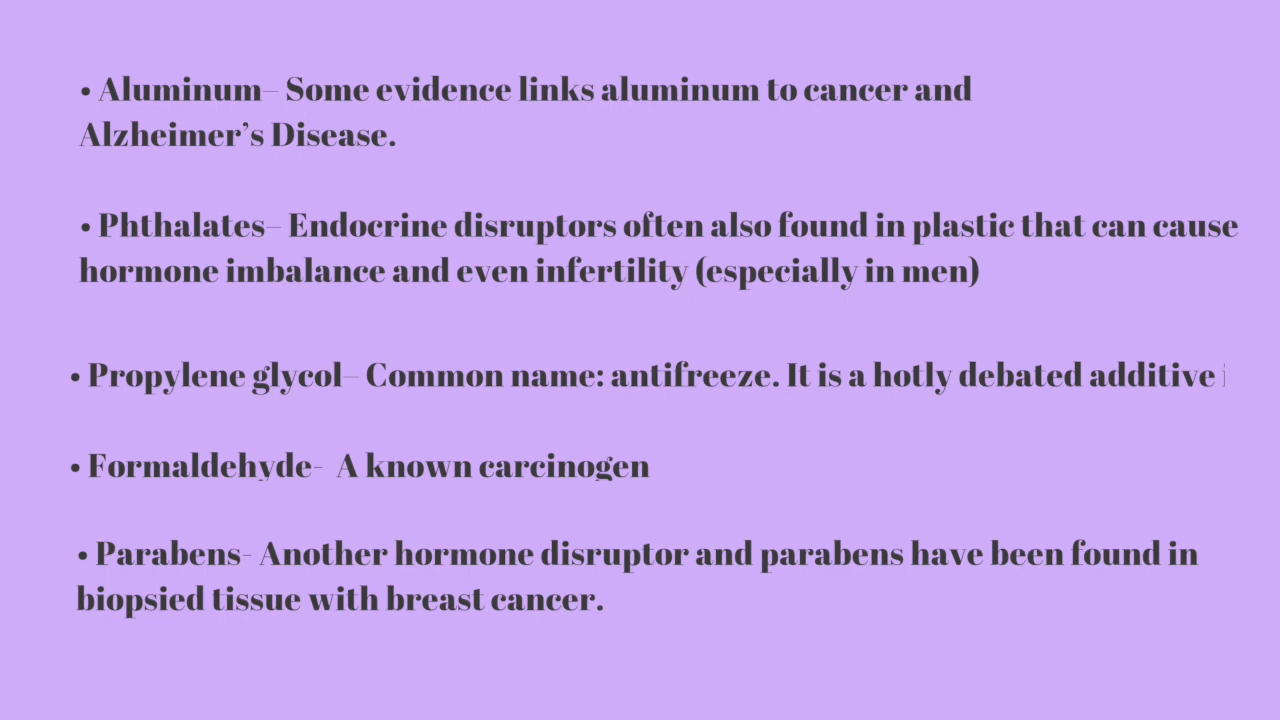 • Aluminum– Some evidence links aluminum to cancer and
Alzheimer’s Disease.
• Phthalates– Endocrine disruptors often also found in plastic that can cause
hormone imbalance and even infertility (especially in men)
• Propylene glycol– Common name: antifreeze. It is a hotly debated additive
• Formaldehyde-  A known carcinogen
• Parabens- Another hormone disruptor and parabens have been found in
biopsied tissue with breast cancer.